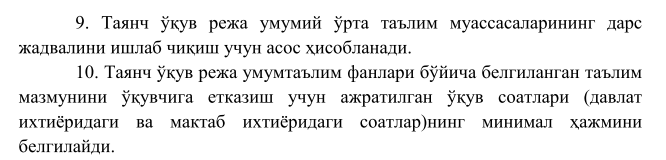 9. Таянч ўқув режа умумий ўрта таълим муассасаларининг дарс
жадвалини ишлаб чиқиш учун асос ҳисобланади.
10. Таянч ўқув режа умумтаълим фанлари бўйича белгиланган таълим
мазмунини ўқувчига етказиш учун ажратилган ўқув соатлари (давлат
ихтиёридаги ва мактаб ихтиёридаги соатлар)нинг минимал ҳажмини
белгилайди.